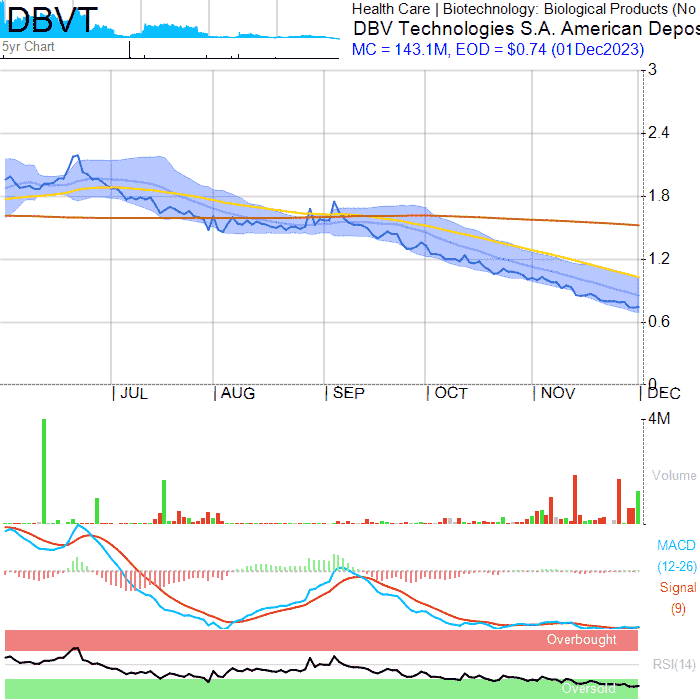 DBVT
Health Care | Biotechnology: Biological Products (No
DBV Technologies S.A. American Depos
MC = 143.1M, EOD = $0.74 (01Dec2023)
5yr Chart
3
2.4
1.8
1.2
0.6
0
| JUL | AUG | SEP | OCT | NOV | DEC
4M
Volume
MACD
(12-26)
Signal
(9)
Overbought
RSI(14)
Oversold